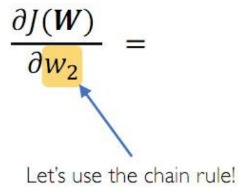 ∂J(W)
∂w₂
=
Let's use the chain rule!